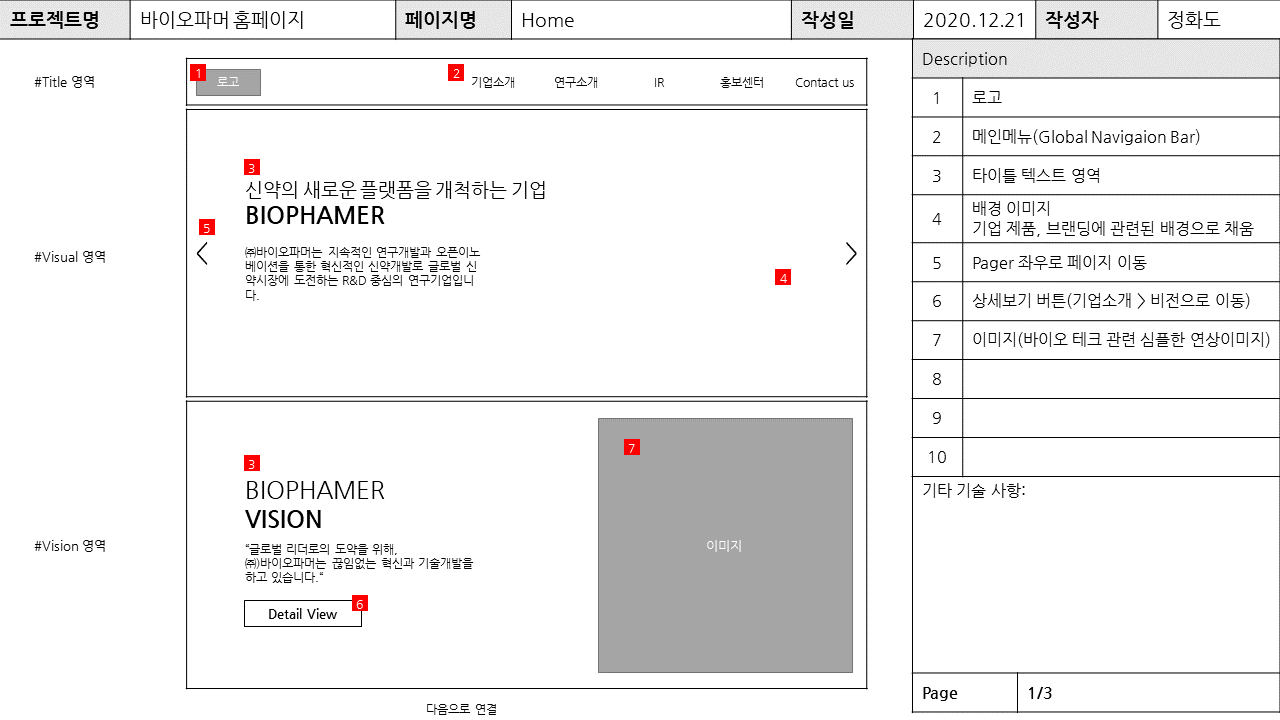 프로젝트명 바이오파머 홈페이지 페이지명 Home 작성일 2020.12.21 작성자 정화도
#Title 영역
1 로고 2 기업소개 연구소개 IR 홍보센터 Contact us
#Visual 영역
3
신약의 새로운 플랫폼을 개척하는 기업
BIOPHAMER
5
㈜바이오파머는 지속적인 연구개발과 오픈이노
베이션을 통한 혁신적인 신약개발로 글로벌 신
약시장에 도전하는 R&D 중심의 연구기업입니
다.
4
#Vision 영역
3
BIOPHAMER
VISION
“글로벌 리더로의 도약을 위해,
㈜)바이오파머는 끊임없는 혁신과 기술개발을
하고 있습니다.“
Detail View 6
7
이미지
다음으로 연결
Description
1 로고
2 메인메뉴(Global Navigaion Bar)
3 타이틀 텍스트 영역
4 배경 이미지
기업 제품, 브랜딩에 관련된 배경으로 채움
5 Pager 좌우로 페이지 이동
6 상세보기 버튼(기업소개 > 비전으로 이동)
7 이미지(바이오 테크 관련 심플한 연상이미지)
8
9
10
기타 기술 사항:
Page 1/3